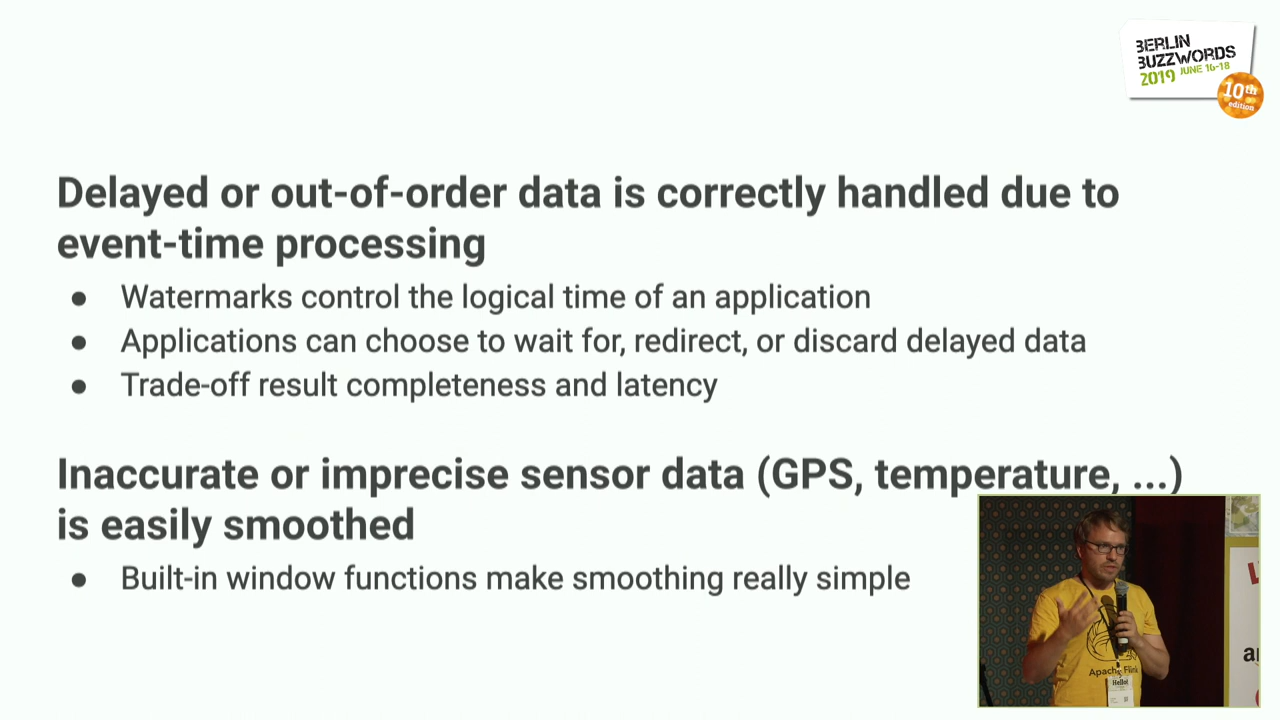 BERLIN
BUZZWORDS
2019 JUNE 16-18
10th
edition
Delayed or out-of-order data is correctly handled due to
event-time processing
● Watermarks control the logical time of an application
● Applications can choose to wait for, redirect, or discard delayed data
● Trade-off result completeness and latency
Inaccurate or imprecise sensor data (GPS, temperature, ...)
is easily smoothed
● Built-in window functions make smoothing really simple
Apache Flink
Hello!